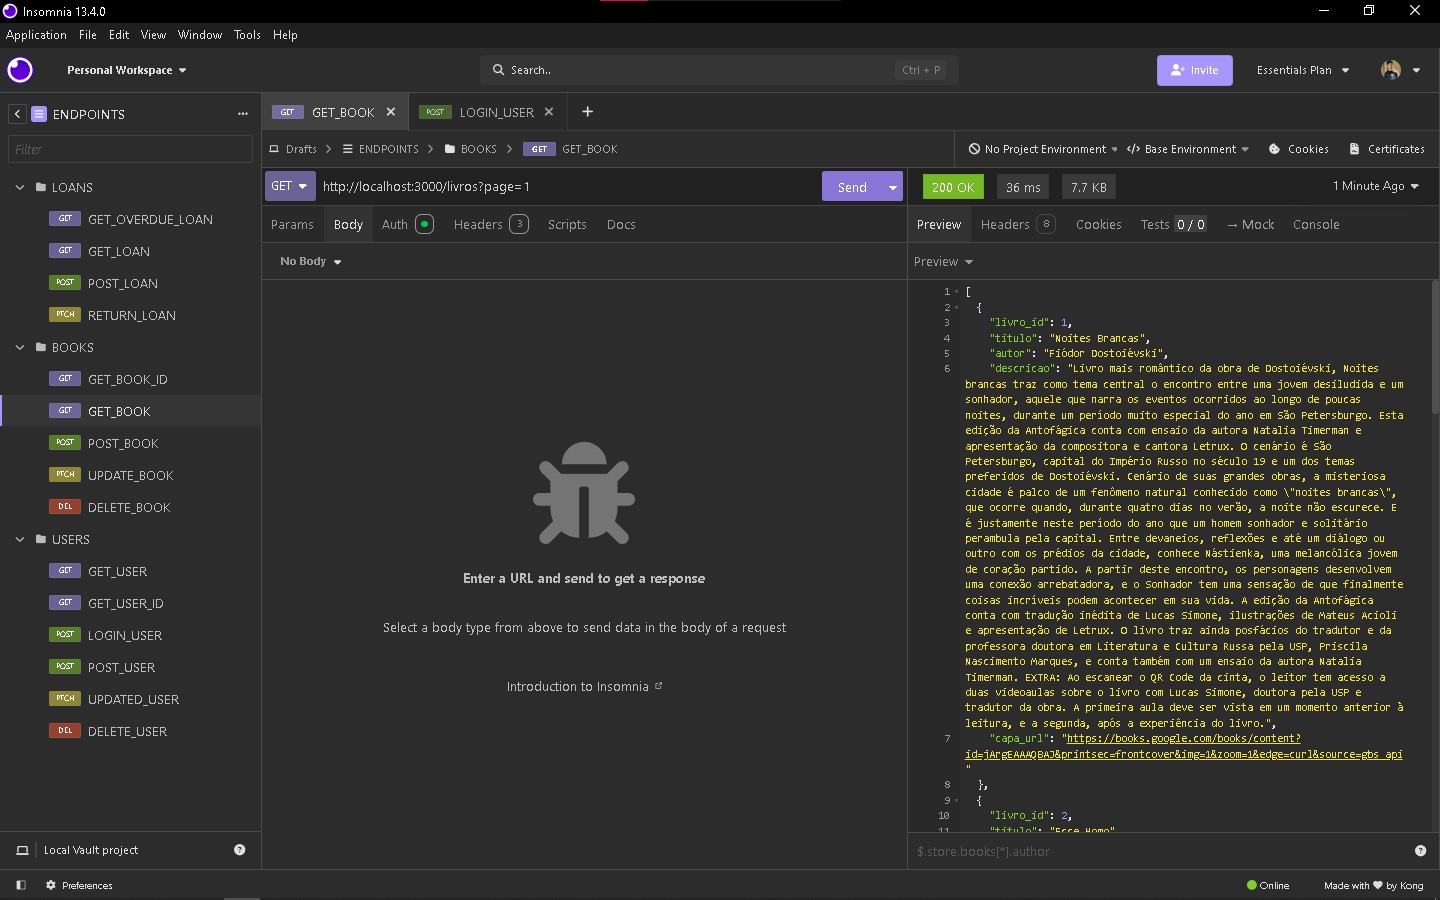 Insomnia 13.4.0
Application File Edit View Window Tools Help
Personal Workspace
Search..
Ctrl + P
Invite
Essentials Plan
ENDPOINTS
GET GET_BOOK
POST LOGIN_USER
Filter
Drafts ENDPOINTS BOOKS GET GET_BOOK
No Project Environment
Base Environment
Cookies
Certificates
LOANS
GET GET_OVERDUE_LOAN
GET GET_LOAN
POST POST_LOAN
PTCH RETURN_LOAN
BOOKS
GET GET_BOOK_ID
GET GET_BOOK
POST POST_BOOK
PTCH UPDATE_BOOK
DEL DELETE_BOOK
USERS
GET GET_USER
GET GET_USER_ID
POST LOGIN_USER
POST POST_USER
PTCH UPDATED_USER
DEL DELETE_USER
Local Vault project
GET http://localhost:3000/livros?page=1
Send
Params Body Auth Headers 3 Scripts Docs
No Body
Enter a URL and send to get a response
Select a body type from above to send data in the body of a request
Introduction to Insomnia
200 OK 36 ms 7.7 KB
1 Minute Ago
Preview Headers 8 Cookies Tests 0 / 0 → Mock Console
Preview
1 [
2 {
3 "livro_id": 1,
4 "titulo": "Noites Brancas",
5 "autor": "Fiódor Dostoiévski",
6 "descricao": "Livro mais romântico da obra de Dostoiévski, Noites
brancas traz como tema central o encontro entre uma jovem desiludida e um
sonhador, aquele que narra os eventos ocorridos ao longo de poucas
noites, durante um período muito especial do ano em São Petersburgo. Esta
edição da Antofágica conta com ensaio da autora Natalia Timerman e
apresentação da compositora e cantora Letrux. O cenário é São
Petersburgo, capital do Império Russo no século 19 e um dos temas
preferidos de Dostoiévski. Cenário de suas grandes obras, a misteriosa
cidade é palco de um fenômeno natural conhecido como \"noites brancas\",
que ocorre quando, durante quatro dias no verão, a noite não escurece. E
é justamente neste período do ano que um homem sonhador e solitário
perambula pela capital. Entre devaneios, reflexões e até um diálogo ou
outro com os prédios da cidade, conhece Nástienka, uma melancólica jovem
de coração partido. A partir deste encontro, os personagens desenvolvem
uma conexão arrebatadora, e o Sonhador tem uma sensação de que finalmente
coisas incríveis podem acontecer em sua vida. A edição da Antofágica
conta com tradução inédita de Lucas Simone, ilustrações de Mateus Acioli
e apresentação de Letrux. O livro traz ainda posfácios do tradutor e da
professora doutora em Literatura e Cultura Russa pela USP, Priscila
Nascimento Marques, e conta também com um ensaio da autora Natalia
Timerman. EXTRA: Ao escanear o QR Code da cinta, o leitor tem acesso a
duas videoaulas sobre o livro com Lucas Simone, doutora pela USP e
tradutor da obra. A primeira aula deve ser vista em um momento anterior à
leitura, e a segunda, após a experiência do livro.",
7 "capa_url": "https://books.google.com/books/content?
id=jArgEAAAQBAJ&printsec=frontcover&img=1&zoom=1&edge=curl&source=gbs_api
"
8 },
9 {
10 "livro_id": 2,
11 "titulo": "Ecce Homo"
$.store.books[*].author
Preferences
Online
Made with ♥ by Kong